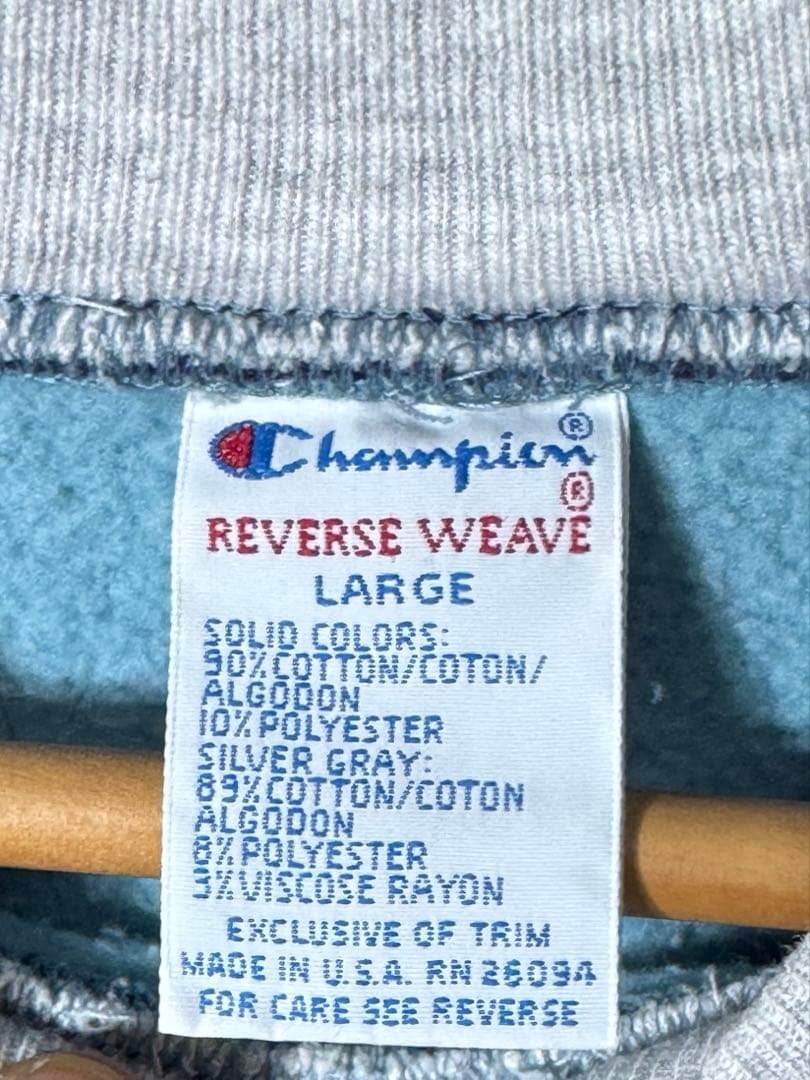 Champion®
®
REVERSE WEAVE
LARGE
SOLID COLORS:
90%COTTON/COTON/
ALGODON
10%POLYESTER
SILVER GRAY:
89%COTTON/COTON
ALGODON
8%POLYESTER
3%VISCOSE RAYON
EXCLUSIVE OF TRIM
MADE IN U.S.A. RN 26094
FOR CARE SEE REVERSE